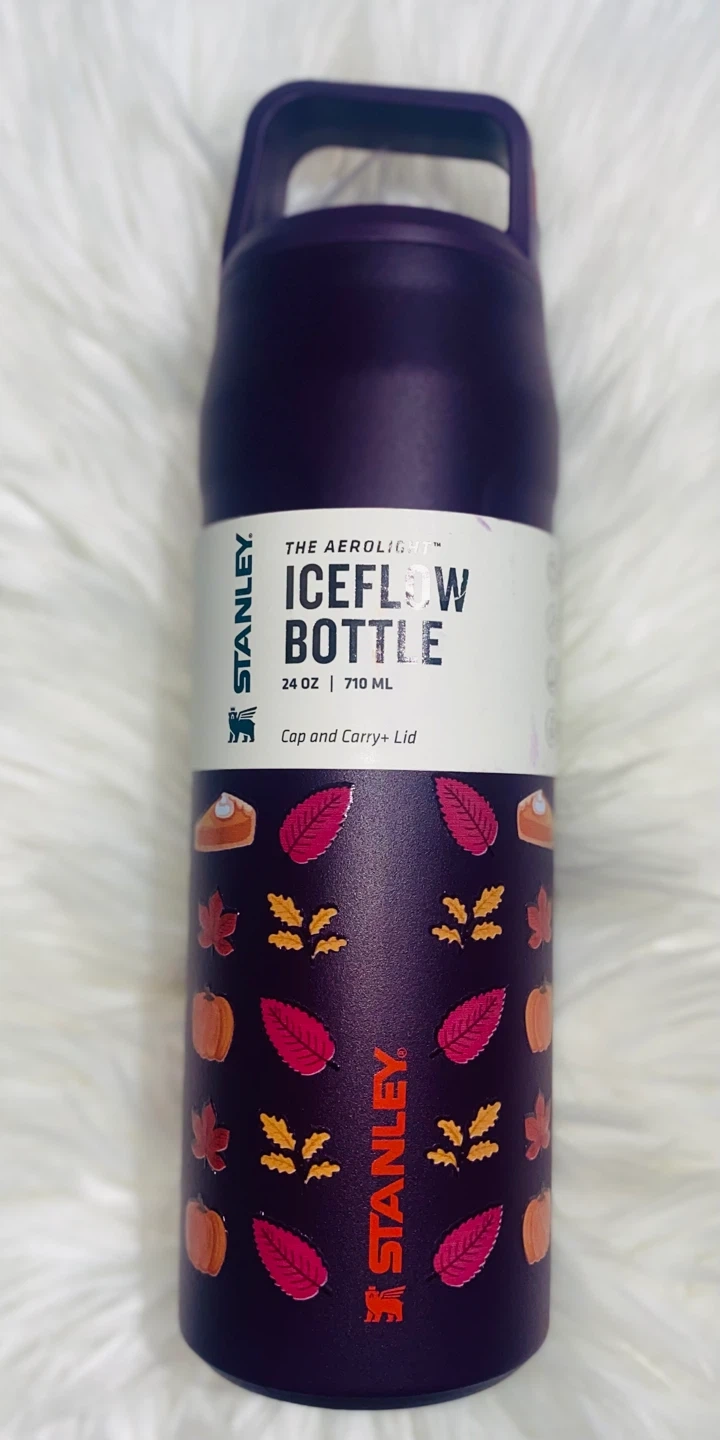 STANLEY.
THE AEROLIGHT™
ICEFLOW
BOTTLE
24 OZ | 710 ML
Cap and Carry+ Lid
STANLEY®